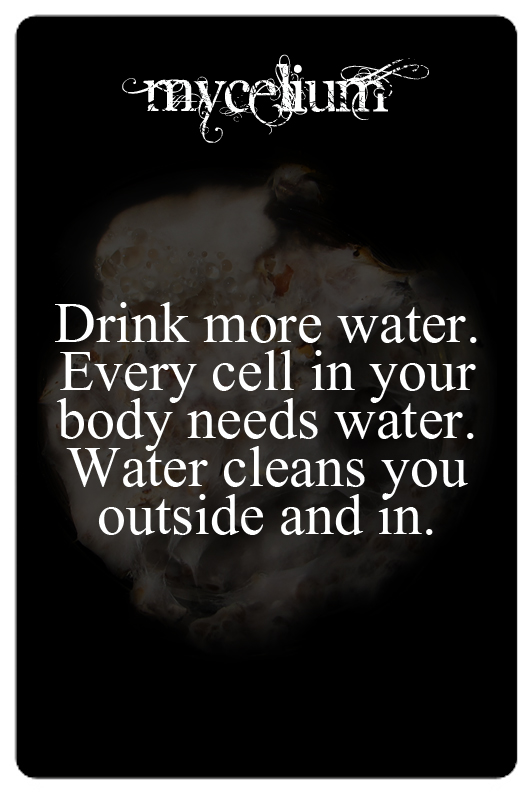 mycelium
Drink more water.
Every cell in your
body needs water.
Water cleans you
outside and in.